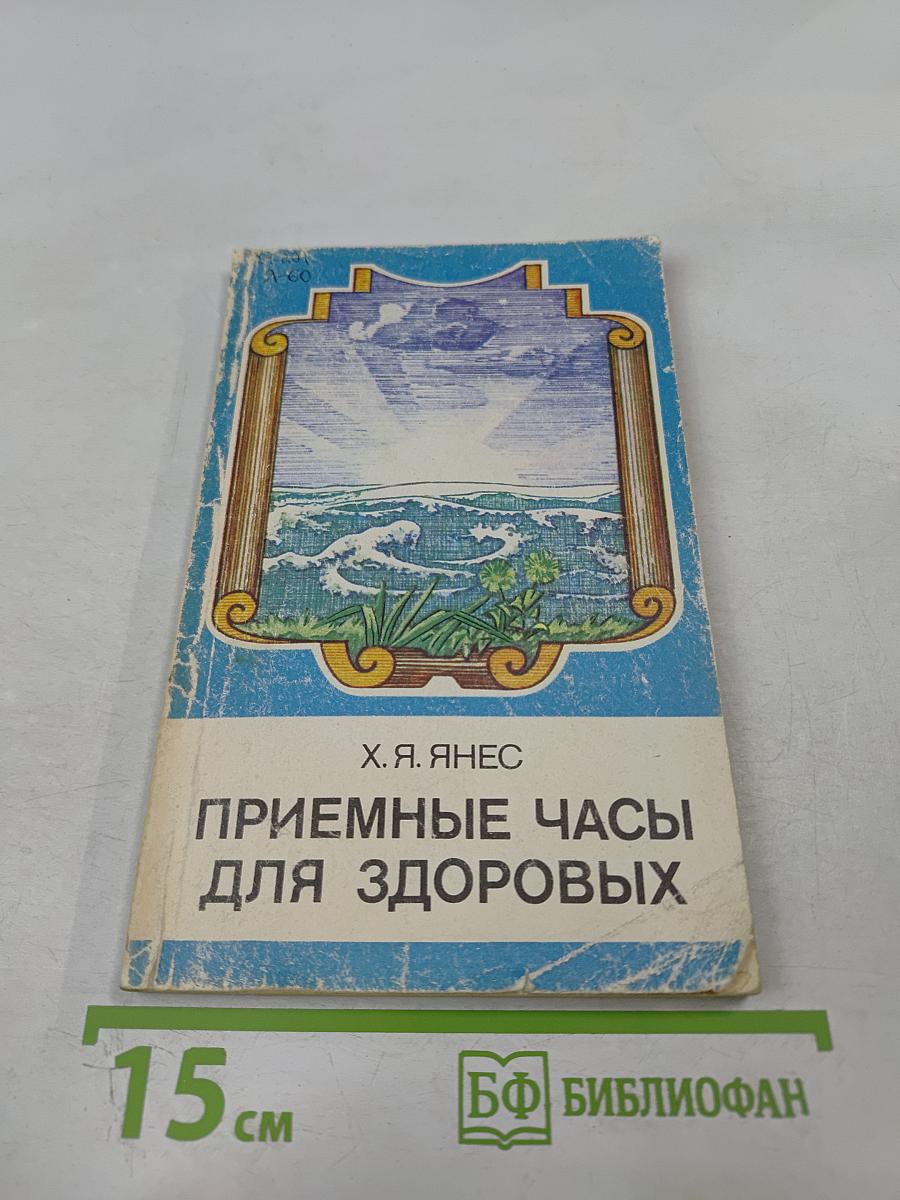 Х. Я. ЯНЕС
ПРИЕМНЫЕ ЧАСЫ
ДЛЯ ЗДОРОВЫХ
15 см
БФ БИБЛИОФАН